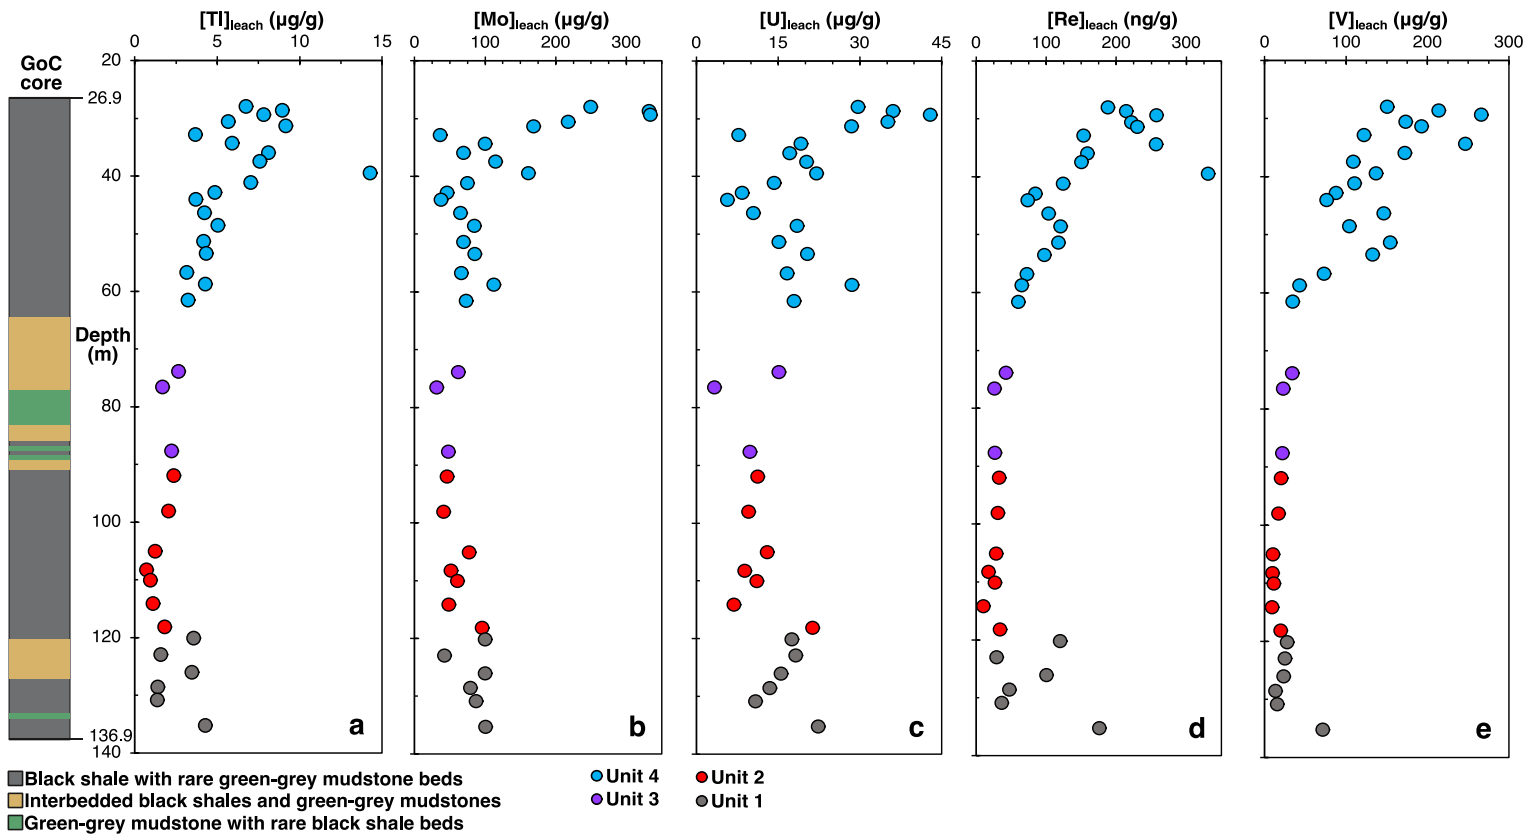 [Tl]leach (μg/g)
[Mo]leach (μg/g)
[U]leach (μg/g)
[Re]leach (ng/g)
[V]leach (μg/g)
0 5 10 15
0 100 200 300
0 15 30 45
0 100 200 300
0 100 200 300
GoC
core
20
26.9
40
60
Depth
(m)
80
100
120
136.9
140
a
b
c
d
e
Black shale with rare green-grey mudstone beds
Interbedded black shales and green-grey mudstones
Green-grey mudstone with rare black shale beds
Unit 4
Unit 3
Unit 2
Unit 1